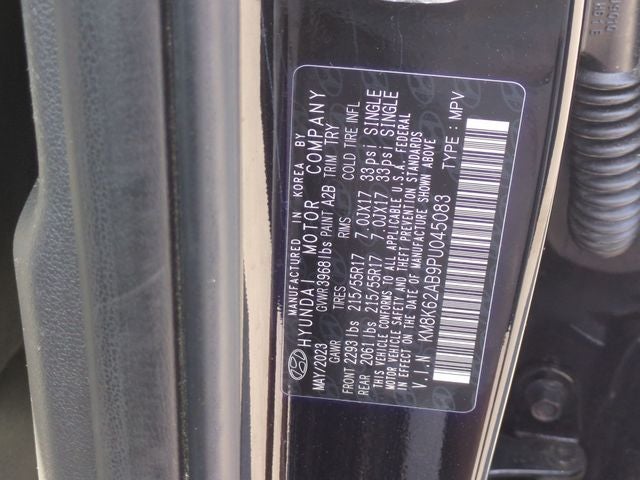 MANUFACTURED IN KOREA BY
HYUNDAI MOTOR COMPANY
MAY/2023 GVWR 3968 lbs PAINT A2B TRIM TRY
GAWR TIRES RIMS COLD TIRE INFL
FRONT 2293 lbs 215/55R17 7.0JX17 33psi SINGLE
REAR 2061 lbs 215/55R17 7.0JX17 33psi SINGLE
THIS VEHICLE CONFORMS TO ALL APPLICABLE U.S.A. FEDERAL
MOTOR VEHICLE SAFETY AND THEFT PREVENTION STANDARDS
IN EFFECT ON THE DATE OF MANUFACTURE SHOWN ABOVE
V.I.N KM8K62AB9PU045083 TYPE : MPV